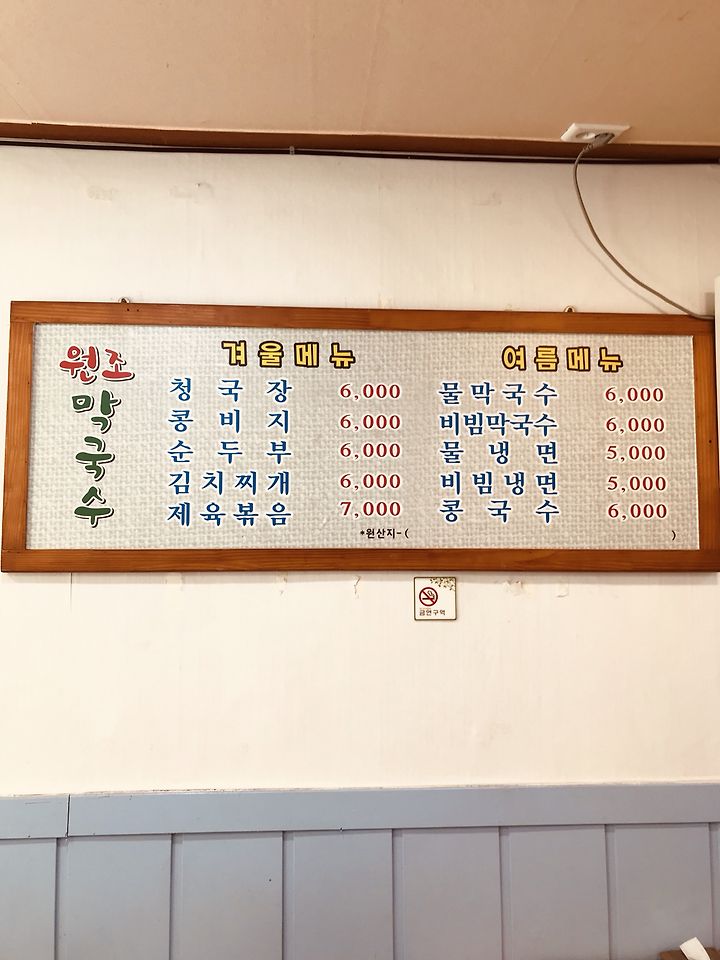 원조
막국수
겨울메뉴
청국장 6,000
콩비지 6,000
순두부 6,000
김치찌개 6,000
제육볶음 7,000
여름메뉴
물막국수 6,000
비빔막국수 6,000
물냉면 5,000
비빔냉면 5,000
콩국수 6,000
*원산지-( )
금연구역